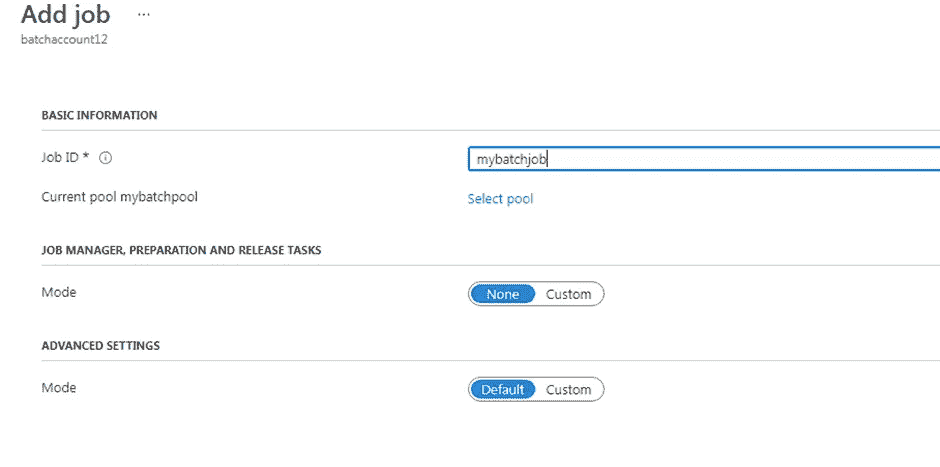 Add job ...
batchaccount12
BASIC INFORMATION
Job ID * i mybatchjob
Current pool mybatchpool Select pool
JOB MANAGER, PREPARATION AND RELEASE TASKS
Mode None Custom
ADVANCED SETTINGS
Mode Default Custom